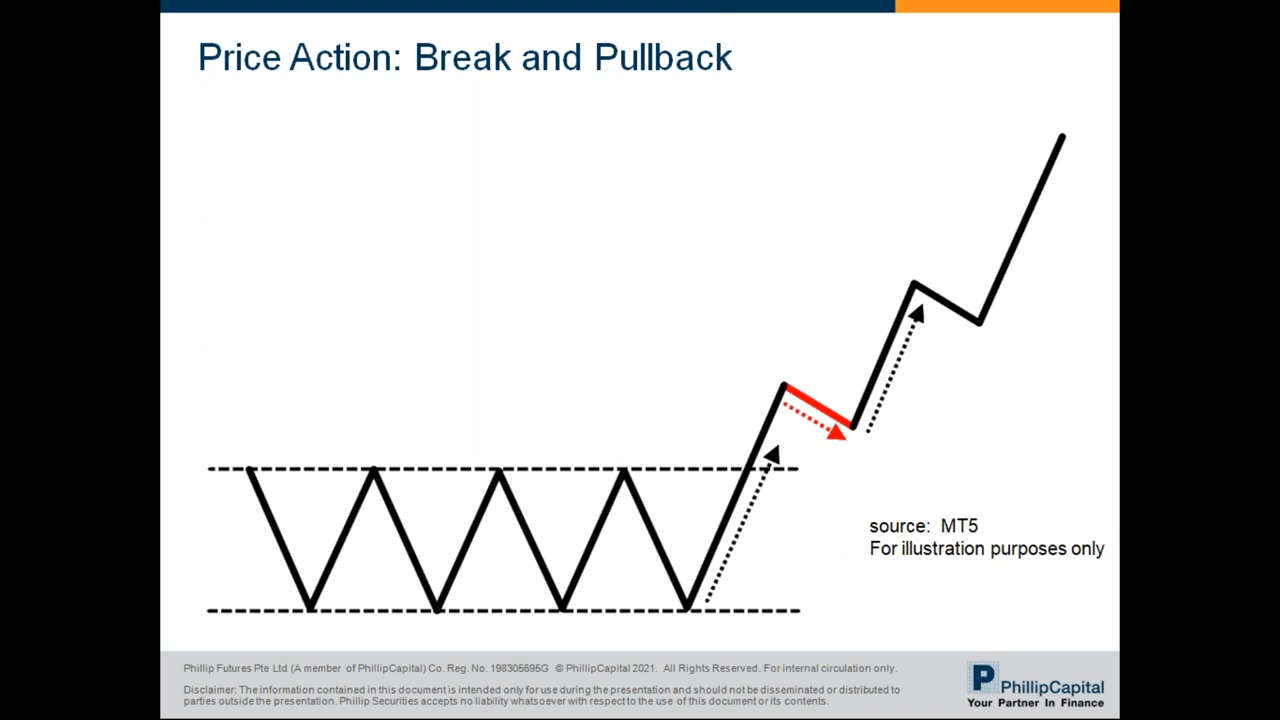 Price Action: Break and Pullback
source: MT5
For illustration purposes only
Phillip Futures Pte Ltd (A member of PhillipCapital) Co. Reg. No. 198305695G © PhillipCapital 2021. All Rights Reserved. For internal circulation only.
Disclaimer: The information contained in this document is intended only for use during the presentation and should not be disseminated or distributed to
parties outside the presentation. Phillip Securities accepts no liability whatsoever with respect to the use of this document or its contents.
P PhillipCapital
Your Partner In Finance